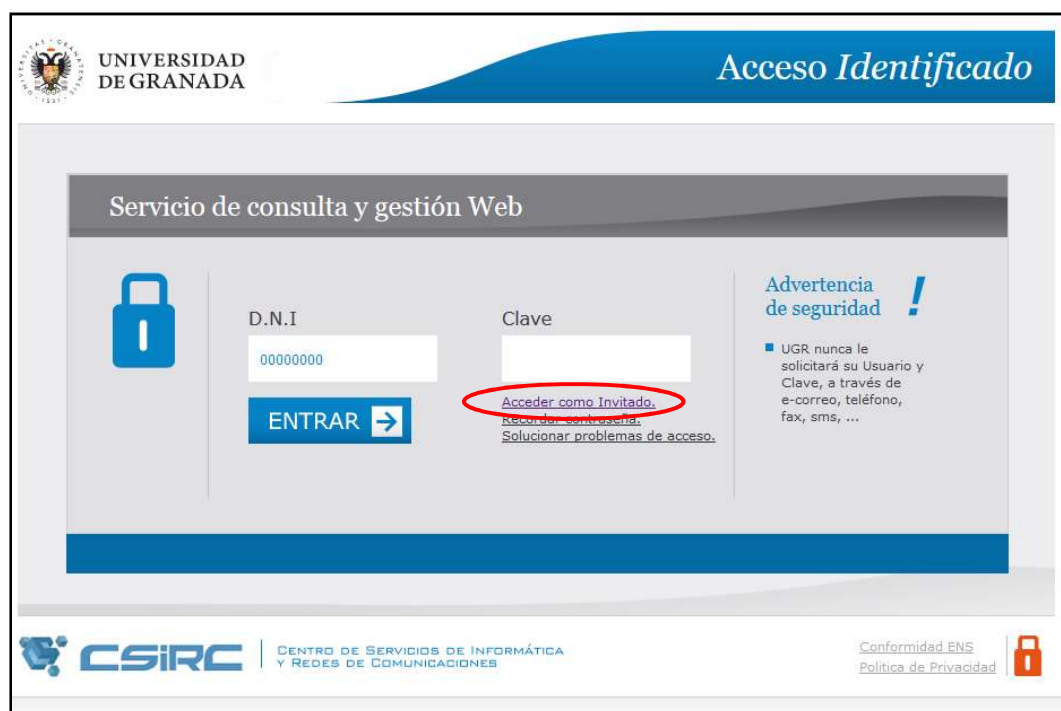 UNIVERSIDAD
DE GRANADA
Acceso Identificado
Servicio de consulta y gestión Web
D.N.I
00000000
ENTRAR
Clave
Acceder como Invitado.
Recordar contraseña.
Solucionar problemas de acceso.
Advertencia
de seguridad !
UGR nunca le
solicitará su Usuario y
Clave, a través de
e-correo, teléfono,
fax, sms, ...
CSiRC
CENTRO DE SERVICIOS DE INFORMÁTICA
Y REDES DE COMUNICACIONES
Conformidad ENS
Politica de Privacidad